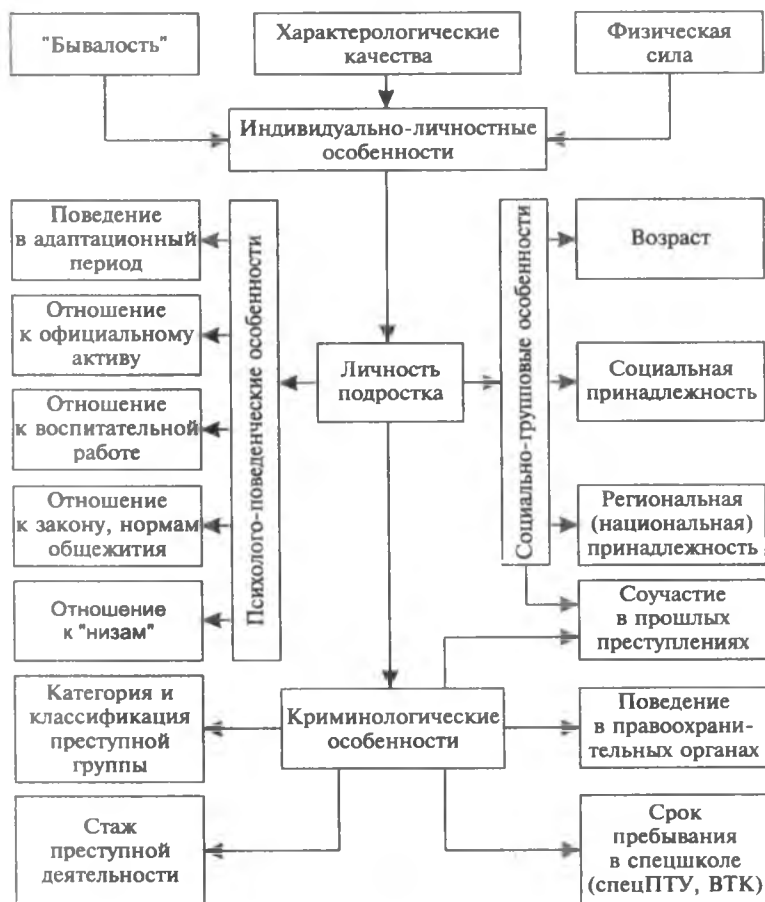 "Бывалость"
Характерологические
качества
Физическая
сила
Индивидуально-личностные
особенности
Поведение
в адаптационный
период
Отношение
к официальному
активу
Отношение
к воспитательной
работе
Отношение
к закону, нормам
общежития
Отношение
к "низам"
Психолого-поведенческие особенности
Личность
подростка
Социально-групповые особенности
Возраст
Социальная
принадлежность
Региональная
(национальная)
принадлежность
Соучастие
в прошлых
преступлениях
Категория и
классификация
преступной
группы
Криминологические
особенности
Поведение
в правоохрани-
тельных органах
Стаж
преступной
деятельности
Срок
пребывания
в спецшколе
(спецПТУ, ВТК)